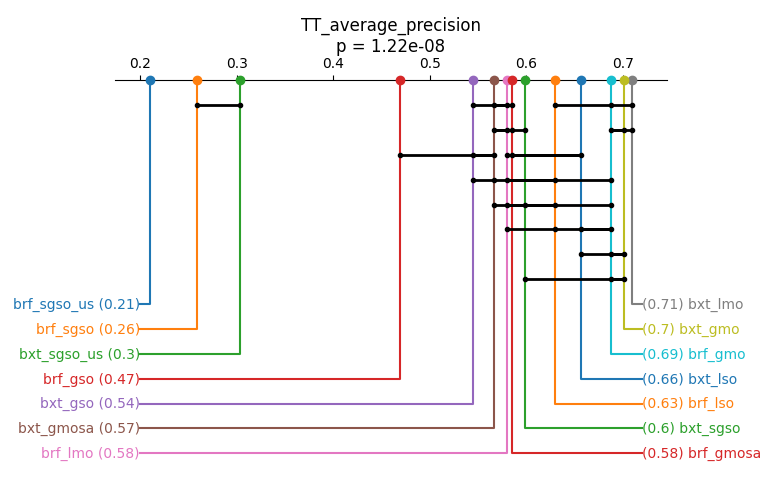 TT_average_precision
p = 1.22e-08
0.2 0.3 0.4 0.5 0.6 0.7
brf_sgso_us (0.21) (0.71) bxt_lmo
brf_sgso (0.26) (0.7) bxt_gmo
bxt_sgso_us (0.3) (0.69) brf_gmo
brf_gso (0.47) (0.66) bxt_lso
bxt_gso (0.54) (0.63) brf_lso
bxt_gmosa (0.57) (0.6) bxt_sgso
brf_lmo (0.58) (0.58) brf_gmosa